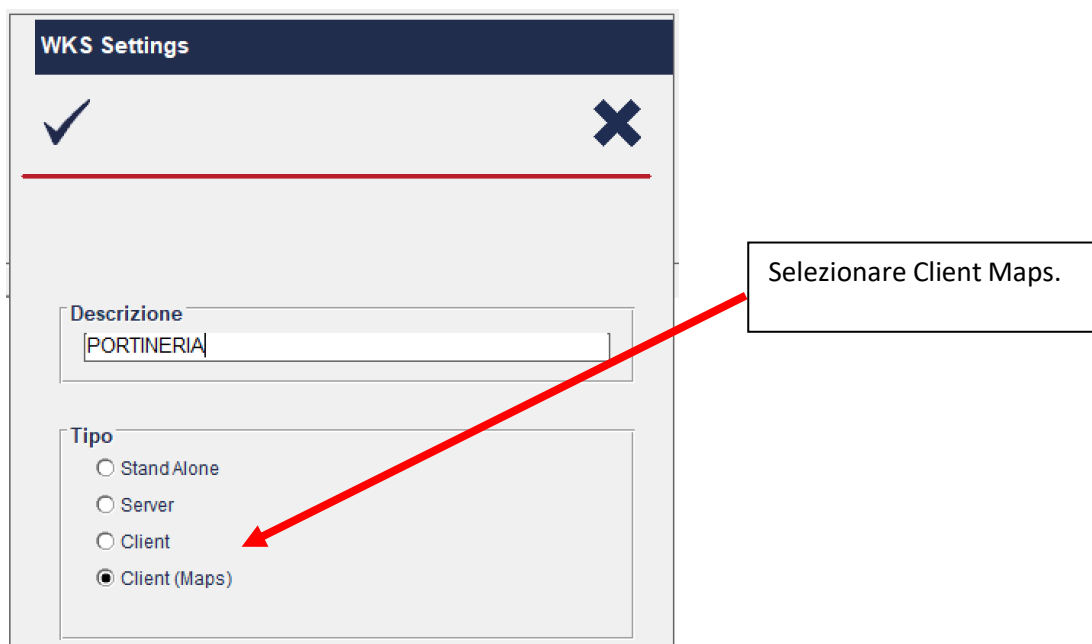 WKS Settings
Selezionare Client Maps.
Descrizione
PORTINERIA
Tipo
Stand Alone
Server
Client
Client (Maps)